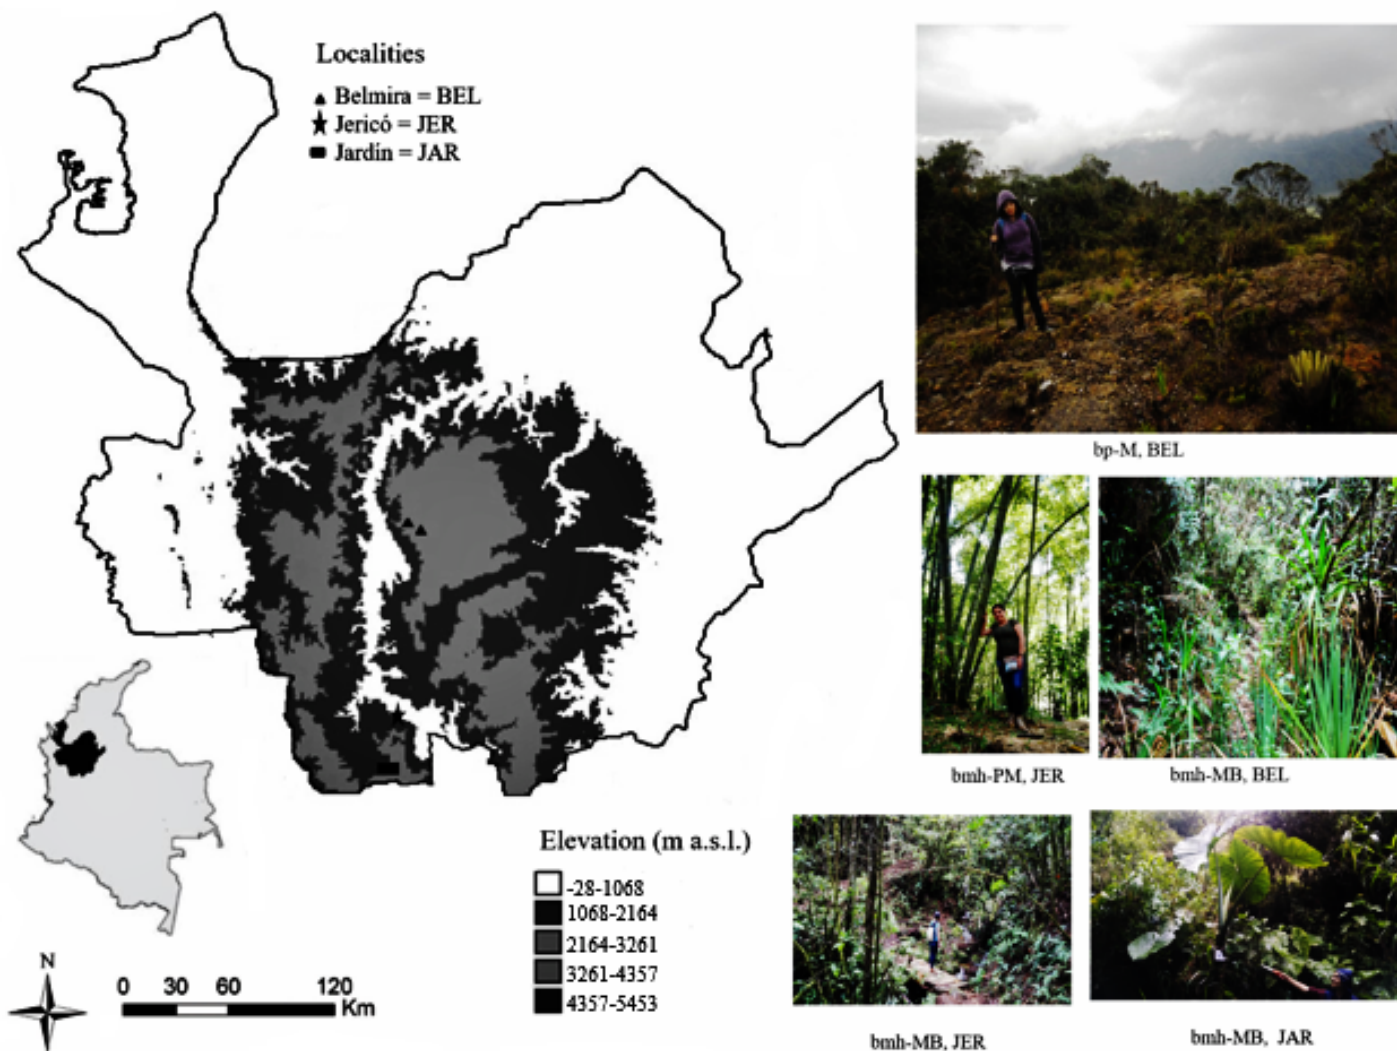 Localities
Belmira = BEL
Jericó = JER
Jardín = JAR
bp-M, BEL
bmh-PM, JER
bmh-MB, BEL
Elevation (m a.s.l.)
-28-1068
1068-2164
2164-3261
3261-4357
4357-5453
N
0 30 60 120
Km
bmh-MB, JER
bmh-MB, JAR